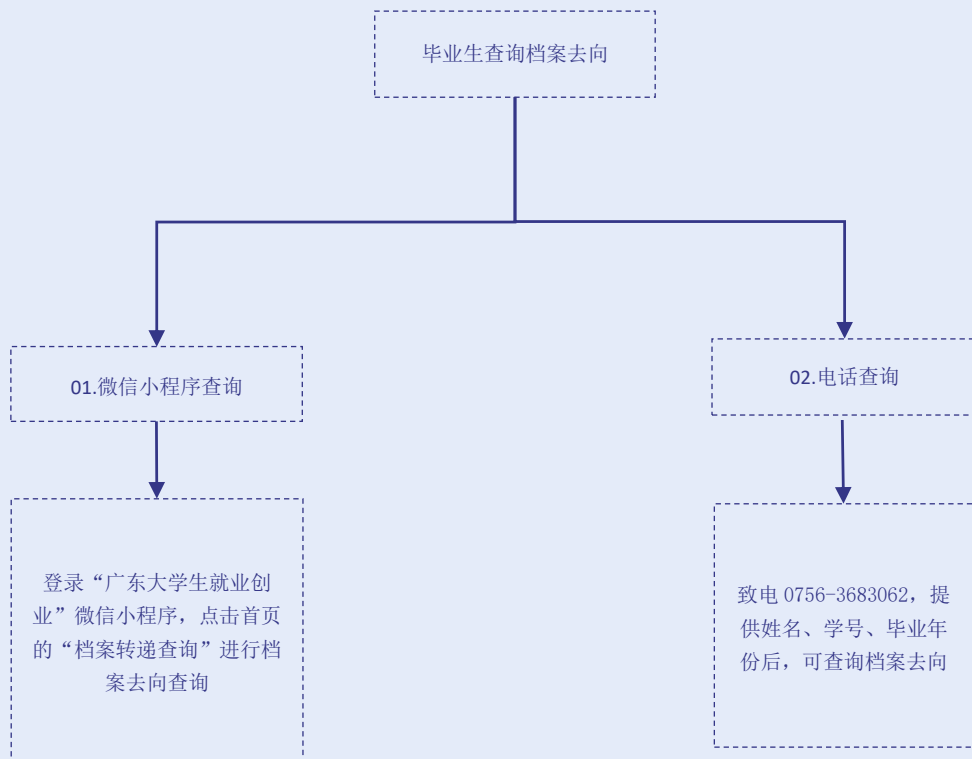 毕业生查询档案去向
01.微信小程序查询
02.电话查询
登录“广东大学生就业创
业”微信小程序，点击首页
的“档案转递查询”进行档
案去向查询
致电 0756-3683062，提
供姓名、学号、毕业年
份后，可查询档案去向